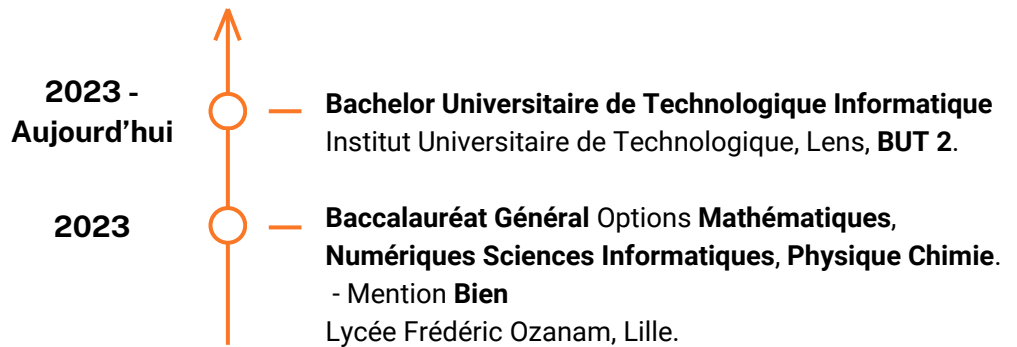 2023 -
Aujourd’hui
Bachelor Universitaire de Technologique Informatique
Institut Universitaire de Technologique, Lens, BUT 2.
2023
Baccalauréat Général Options Mathématiques,
Numériques Sciences Informatiques, Physique Chimie.
- Mention Bien
Lycée Frédéric Ozanam, Lille.